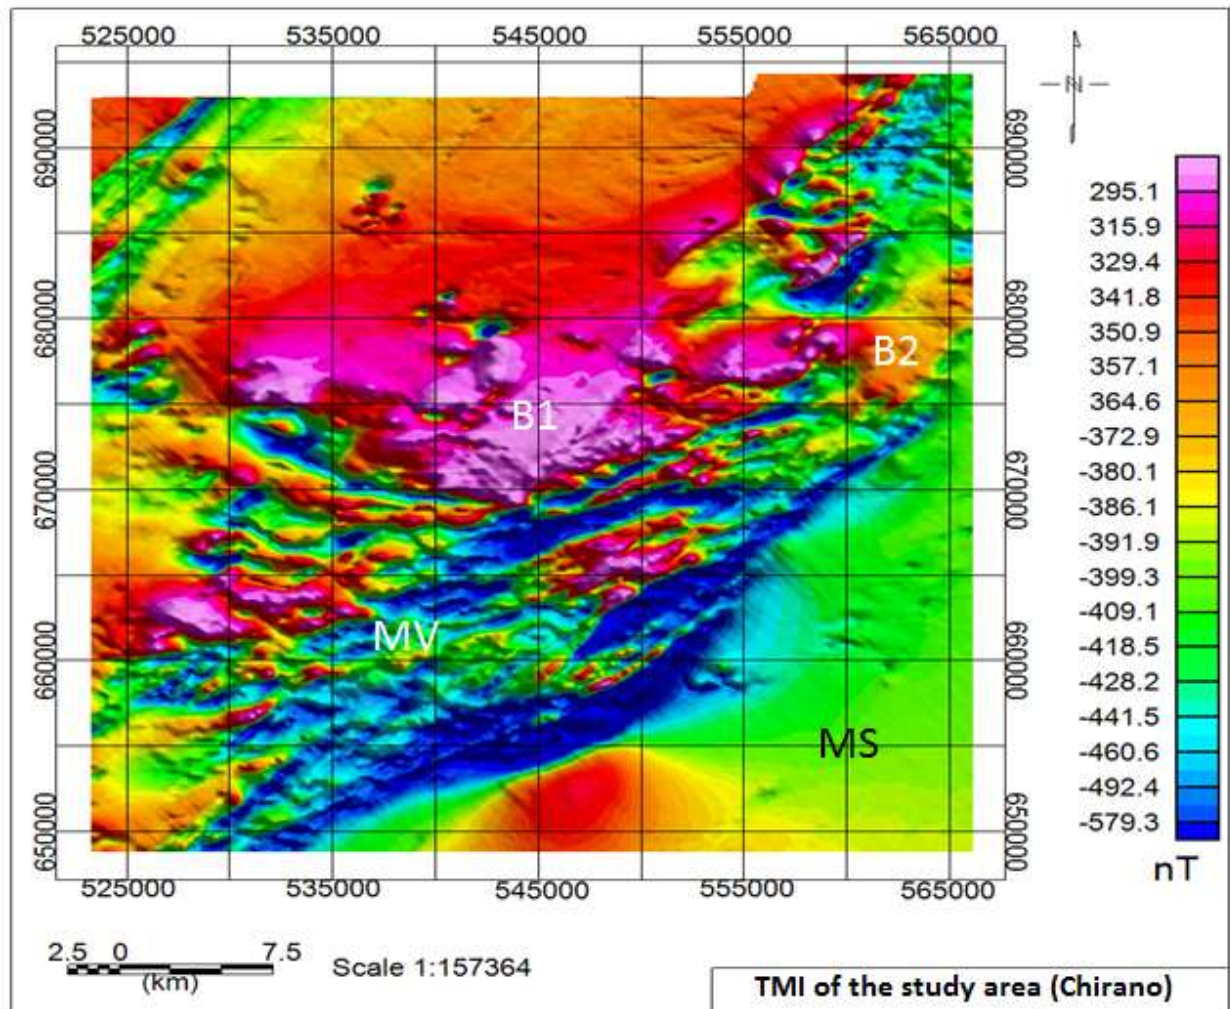 525000 535000 545000 555000 565000
N
690000 690000
680000 680000
670000 670000
660000 660000
650000 650000
B2
B1
MV
MS
295.1
315.9
329.4
341.8
350.9
357.1
364.6
-372.9
-380.1
-386.1
-391.9
-399.3
-409.1
-418.5
-428.2
-441.5
-460.6
-492.4
-579.3
nT
525000 535000 545000 555000 565000
2.5 0 7.5
(km)
Scale 1:157364
TMI of the study area (Chirano)